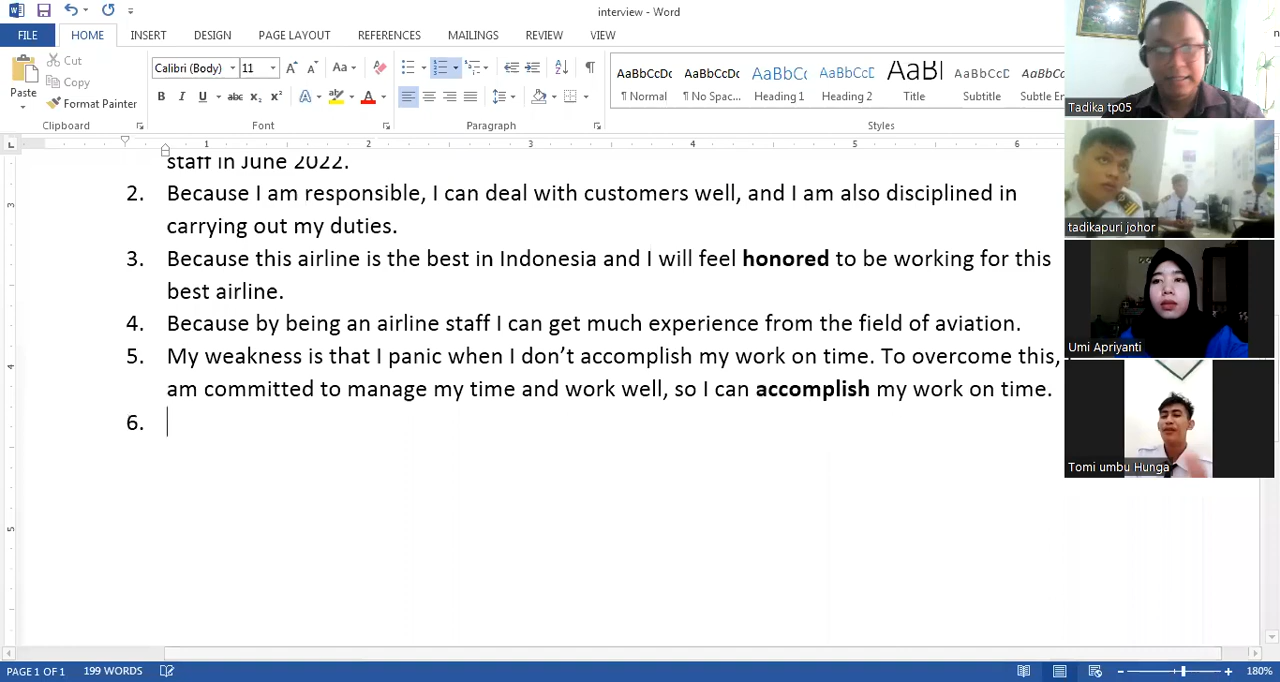 interview - Word
FILE HOME INSERT DESIGN PAGE LAYOUT REFERENCES MAILINGS REVIEW VIEW
Paste
Cut
Copy
Format Painter
Clipboard
Calibri (Body) 11
Font
Paragraph
AaBbCcDc AaBbCcDc AaBbC AaBbCcD AaBl AaBbCcD
¶ Normal ¶ No Spac... Heading 1 Heading 2 Title Subtitle Subtle Em
Styles
staff in June 2022.
2. Because I am responsible, I can deal with customers well, and I am also disciplined in
carrying out my duties.
3. Because this airline is the best in Indonesia and I will feel honored to be working for this
best airline.
4. Because by being an airline staff I can get much experience from the field of aviation.
5. My weakness is that I panic when I don’t accomplish my work on time. To overcome this,
am committed to manage my time and work well, so I can accomplish my work on time.
6.
Tadika tp05
tadikapuri johor
Umi Apriyanti
Tomi umbu Hunga
PAGE 1 OF 1 199 WORDS 180%